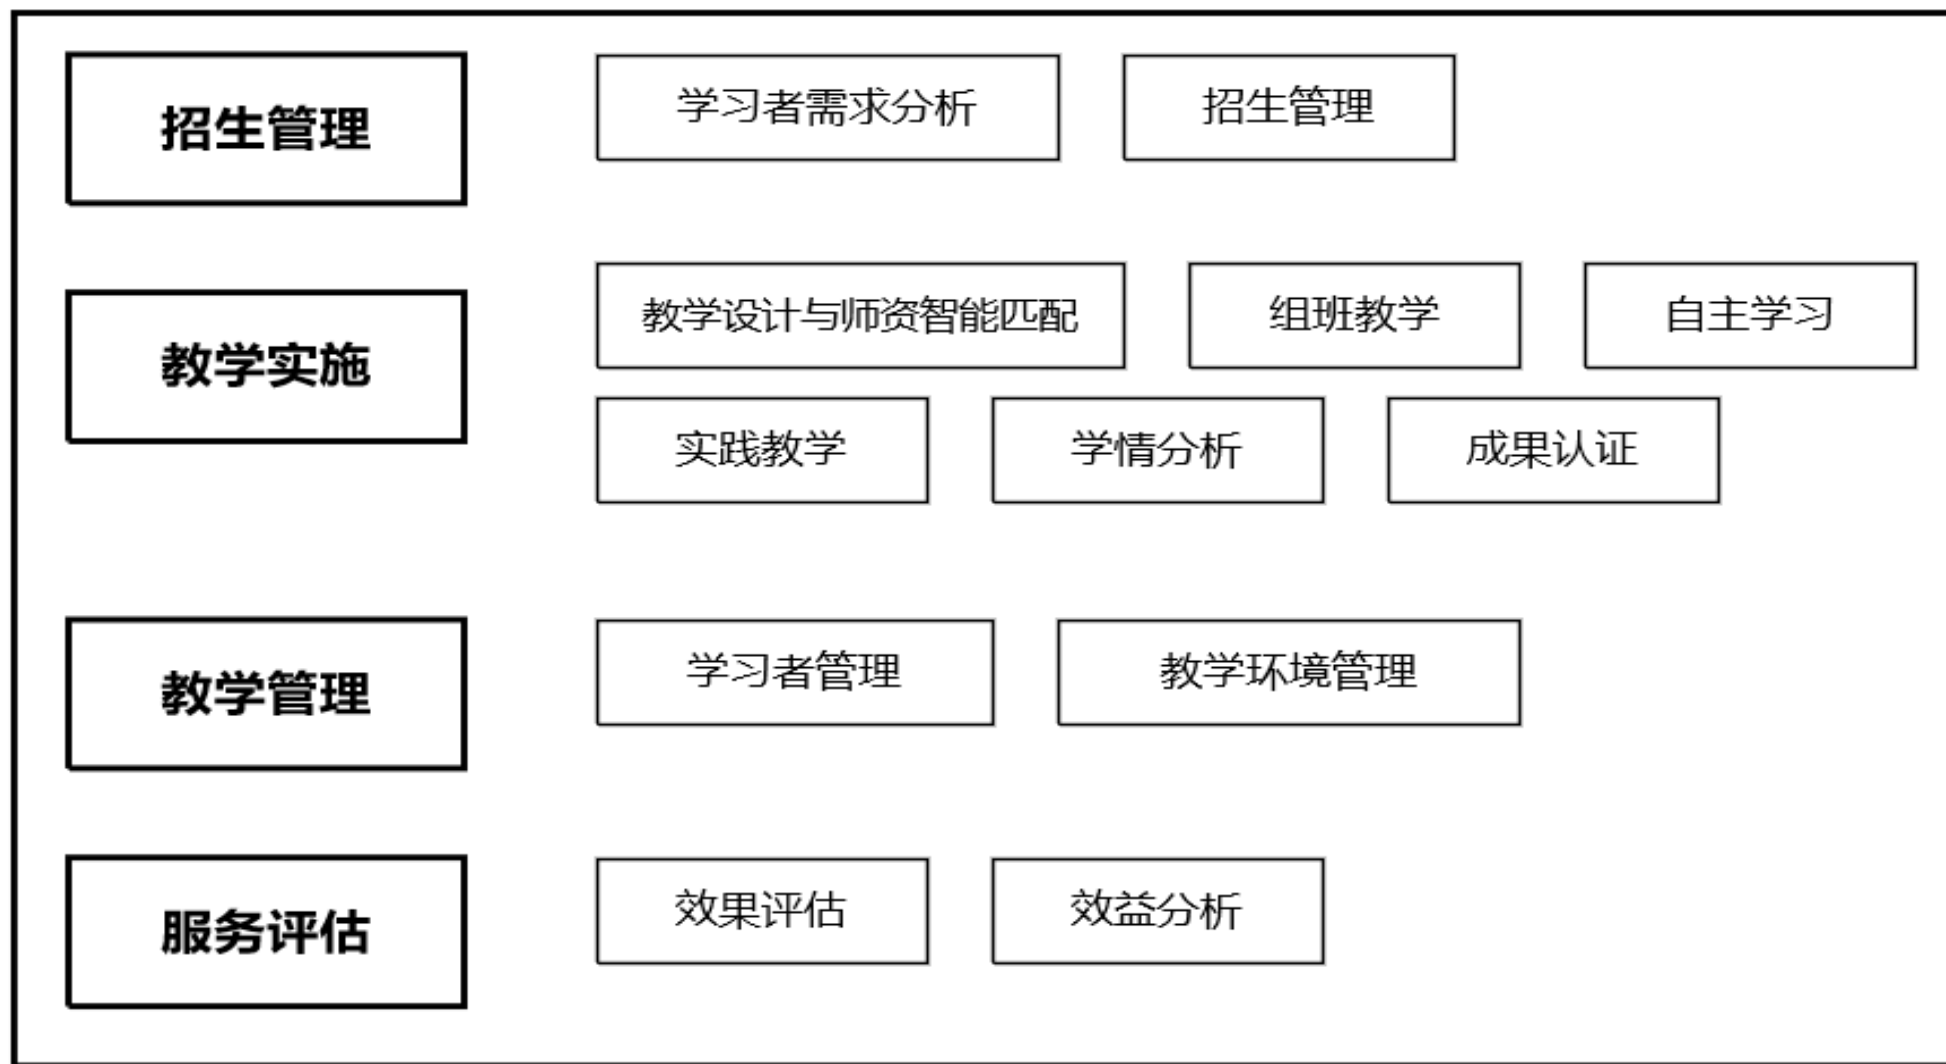 招生管理
学习者需求分析
招生管理
教学实施
教学设计与师资智能匹配
组班教学
自主学习
实践教学
学情分析
成果认证
教学管理
学习者管理
教学环境管理
服务评估
效果评估
效益分析